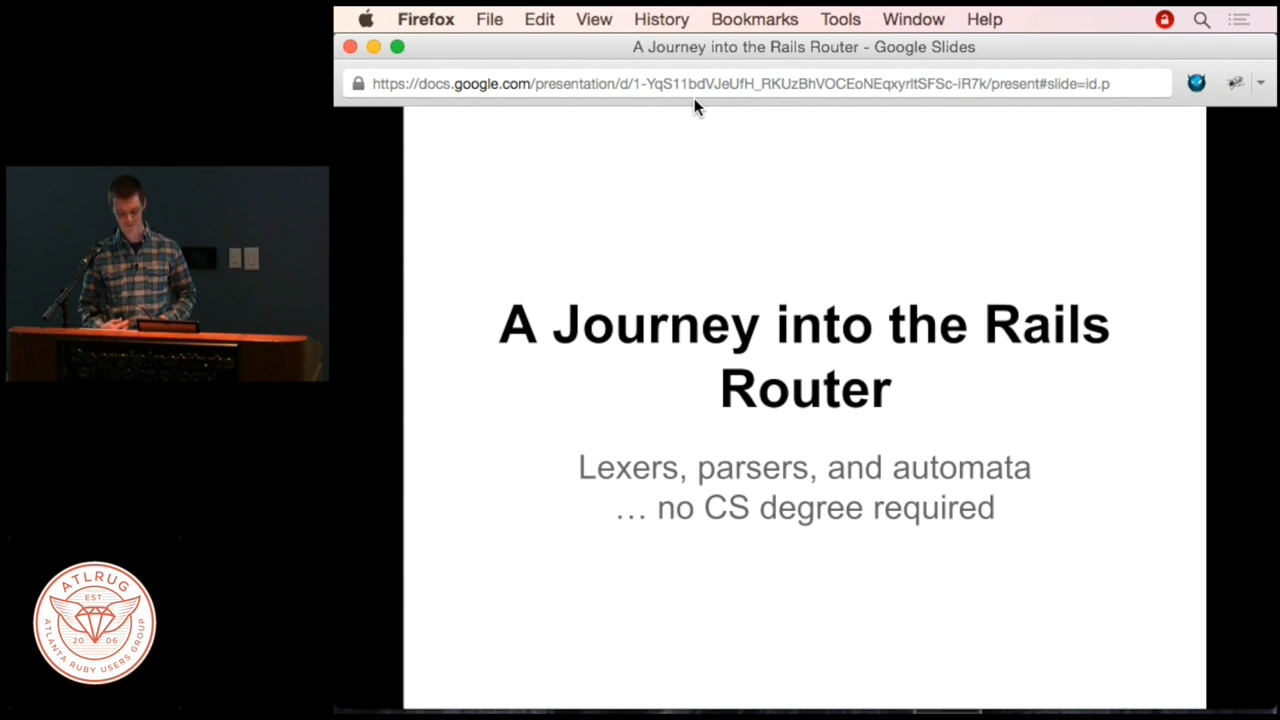 Firefox File Edit View History Bookmarks Tools Window Help
A Journey into the Rails Router - Google Slides
https://docs.google.com/presentation/d/1-YqS11bdVJeUfH_RKUzBhVOCEoNEqxyrltSFSc-iR7k/present#slide=id.p
A Journey into the Rails
Router
Lexers, parsers, and automata
… no CS degree required
ATLRUG
EST.
20 06
ATLANTA RUBY USERS GROUP